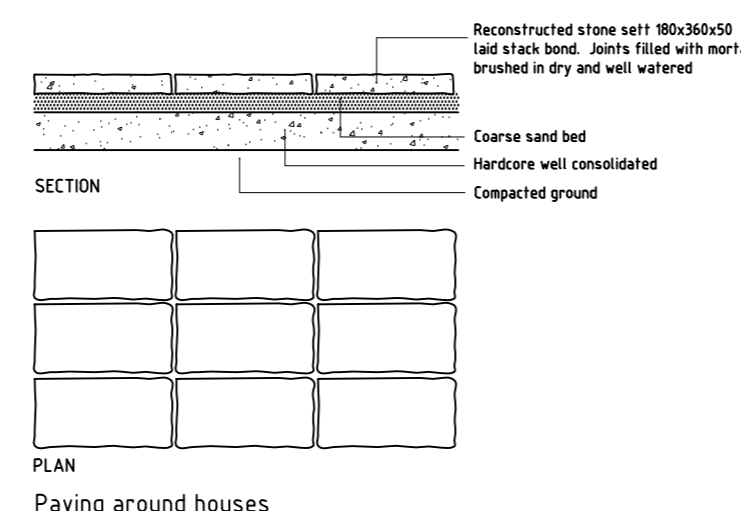 Reconstructed stone sett 180x360x50
laid stack bond. Joints filled with
brushed in dry and well watered
Coarse sand bed
Hardcore well consolidated
SECTION
Compacted ground
PLAN
Paving around houses